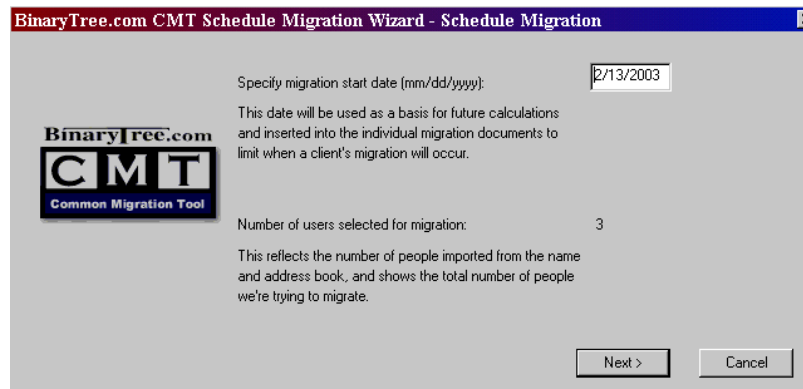 BinaryTree.com CMT Schedule Migration Wizard - Schedule Migration
Specify migration start date (mm/dd/yyyy):
2/13/2003
This date will be used as a basis for future calculations
and inserted into the individual migration documents to
limit when a client's migration will occur.
BinaryTree.com
CMT
Common Migration Tool
Number of users selected for migration:
3
This reflects the number of people imported from the name
and address book, and shows the total number of people
we're trying to migrate.
Next >
Cancel